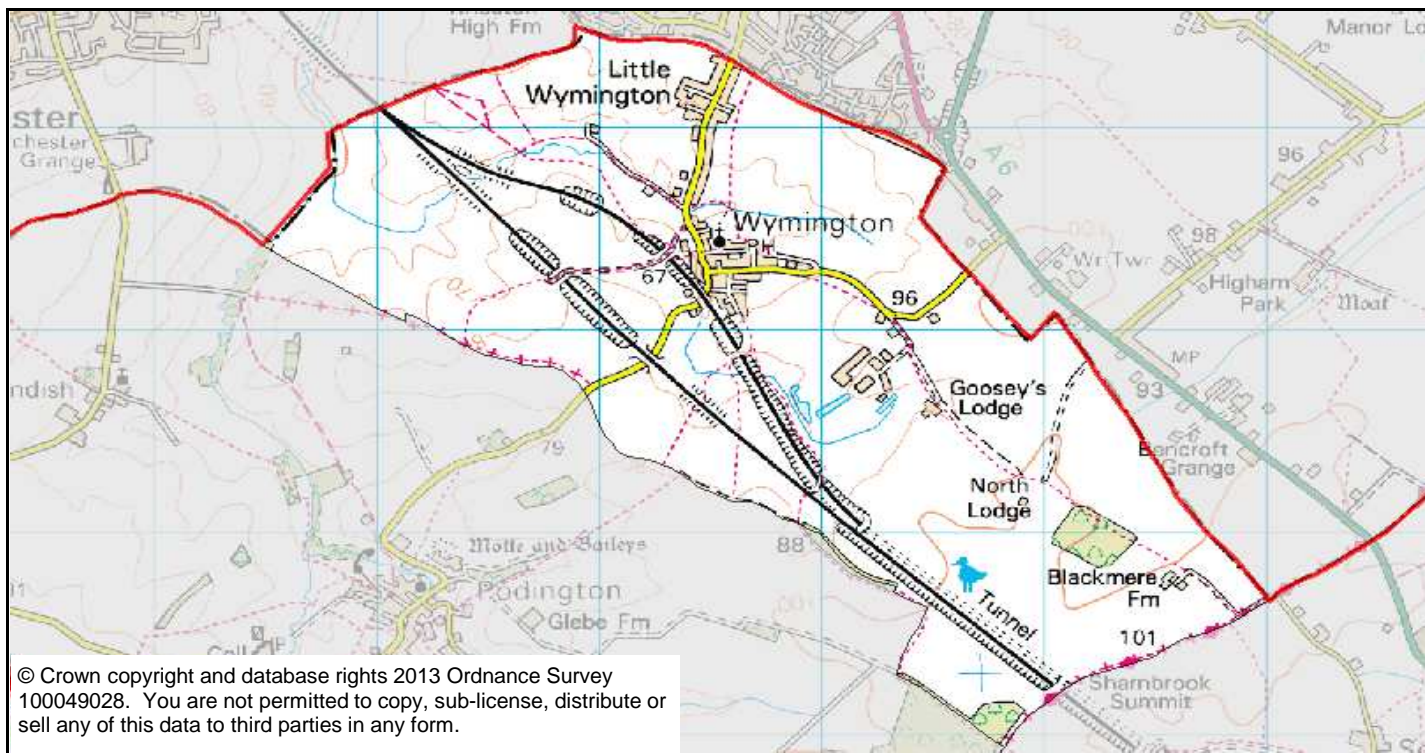 High Fm
Manor Lo
Little
Wymington
ster
chester
Grange
A6
96
Wymington
98
Wr Twr
Higham
Park
Moat
67
70
96
MP
93
ndish
Goosey's
Lodge
Bencroft
Grange
79
North
Lodge
Motte and Baileys
88
Podington
Blackmere
Fm
Glebe Fm
Tunnel
101
Sharnbrook
Summit
© Crown copyright and database rights 2013 Ordnance Survey
100049028. You are not permitted to copy, sub-license, distribute or
sell any of this data to third parties in any form.